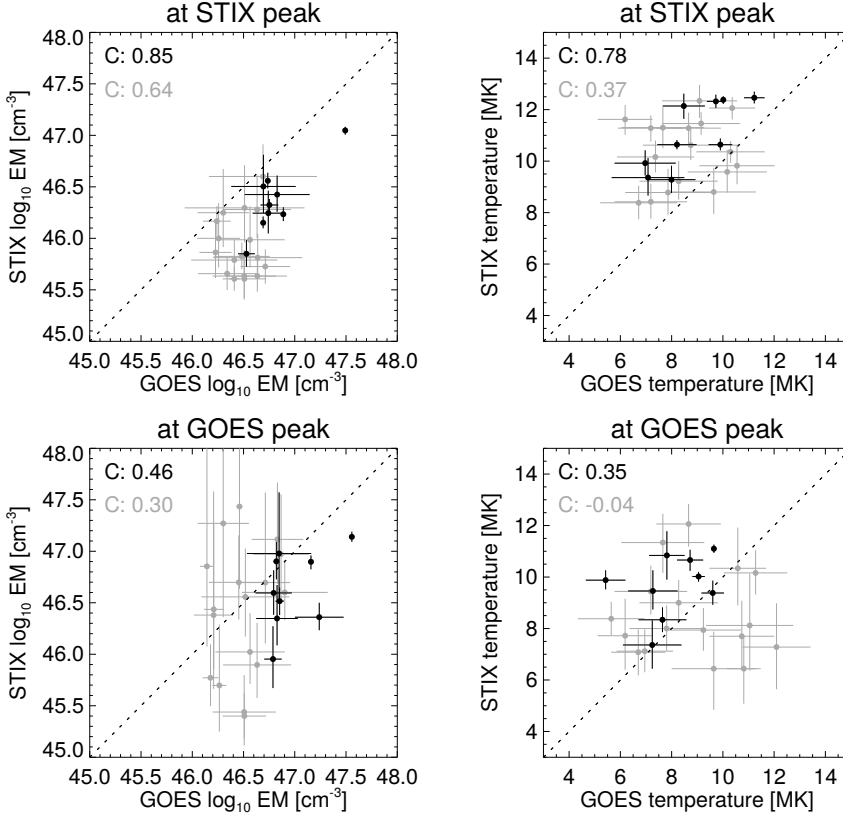 at STIX peak
C: 0.85
C: 0.64
48.0
47.5
47.0
46.5
46.0
45.5
45.0
STIX log10 EM [cm-3]
45.0 45.5 46.0 46.5 47.0 47.5 48.0
GOES log10 EM [cm-3]
at STIX peak
C: 0.78
C: 0.37
14
12
10
8
6
4
STIX temperature [MK]
4 6 8 10 12 14
GOES temperature [MK]
at GOES peak
C: 0.46
C: 0.30
48.0
47.5
47.0
46.5
46.0
45.5
45.0
STIX log10 EM [cm-3]
45.0 45.5 46.0 46.5 47.0 47.5 48.0
GOES log10 EM [cm-3]
at GOES peak
C: 0.35
C: -0.04
14
12
10
8
6
4
STIX temperature [MK]
4 6 8 10 12 14
GOES temperature [MK]